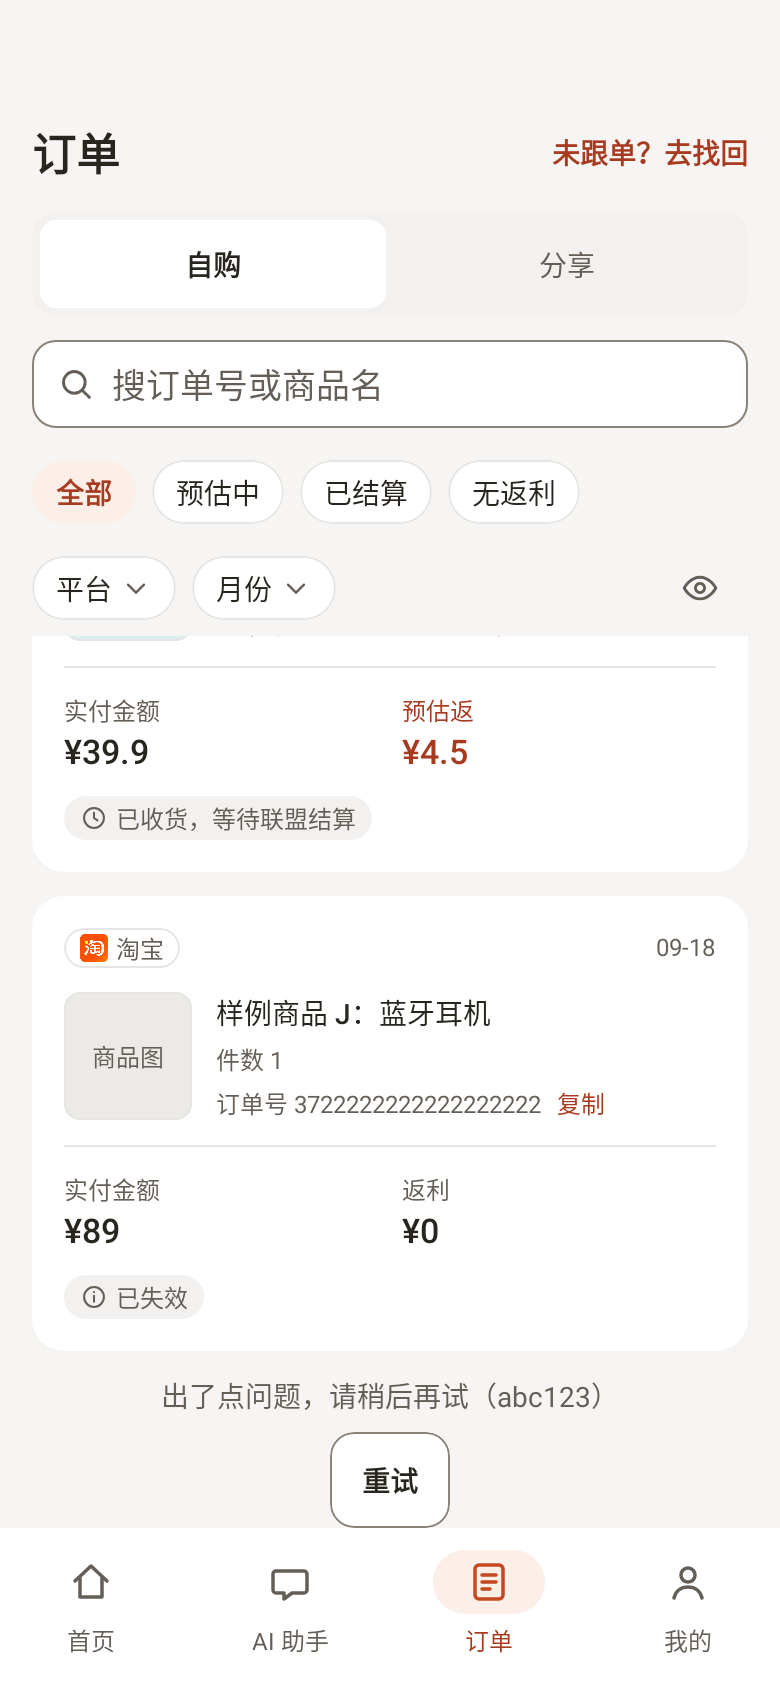 订单
未跟单？去找回
自购
分享
搜订单号或商品名
全部
预估中
已结算
无返利
平台
月份
实付金额
预估返
¥39.9
¥4.5
已收货，等待联盟结算
淘 淘宝
09-18
商品图
样例商品 J：蓝牙耳机
件数 1
订单号 3722222222222222222 复制
实付金额
返利
¥89
¥0
已失效
出了点问题，请稍后再试（abc123）
重试
首页
AI 助手
订单
我的